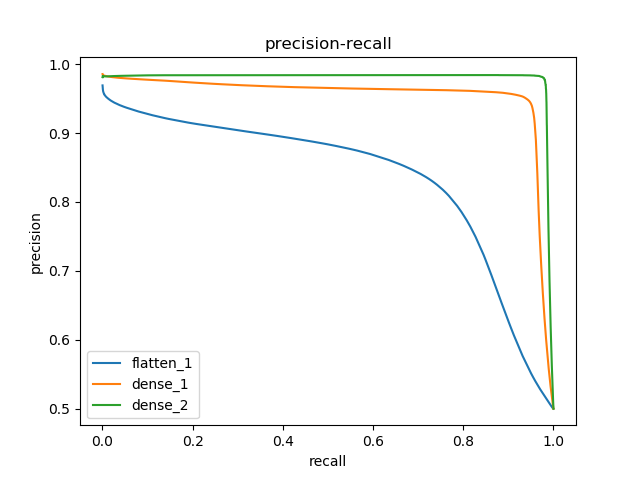 precision-recall
1.0
0.9
0.8
0.7
0.6
0.5
precision
flatten_1
dense_1
dense_2
0.0 0.2 0.4 0.6 0.8 1.0
recall